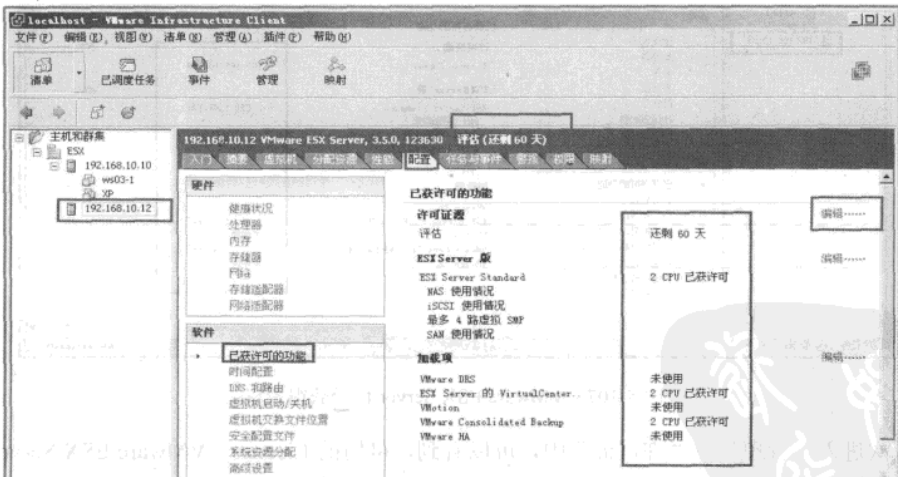 localhost - VMware Infrastructure Client
文件(F) 编辑(E) 视图(V) 清单(N) 管理(A) 插件(P) 帮助(H)
清单 已调度任务 事件 管理 映射
主机和群集
ESX
192.168.10.10
ws03-1
XP
192.168.10.12
192.168.10.12 VMware ESX Server, 3.5.0, 123630 评估 (还剩 60 天)
入门 摘要 虚拟机 分配资源 性能 配置 任务与事件 警报 权限 映射
硬件
健康状况
处理器
内存
存储器
网络
存储适配器
网络适配器
软件
已获许可的功能
时间配置
DNS 和路由
虚拟机启动/关机
虚拟机交换文件位置
安全配置文件
系统资源分配
高级设置
已获许可的功能
许可证源 编辑……
评估 还剩 60 天
ESX Server 版 编辑……
ESX Server Standard 2 CPU 已获许可
NAS 使用情况
iSCSI 使用情况
最多 4 路虚拟 SMP
SAN 使用情况
加载项 编辑……
VMware DRS 未使用
ESX Server 的 VirtualCenter 2 CPU 已获许可
VMotion 未使用
VMware Consolidated Backup 2 CPU 已获许可
VMware HA 未使用